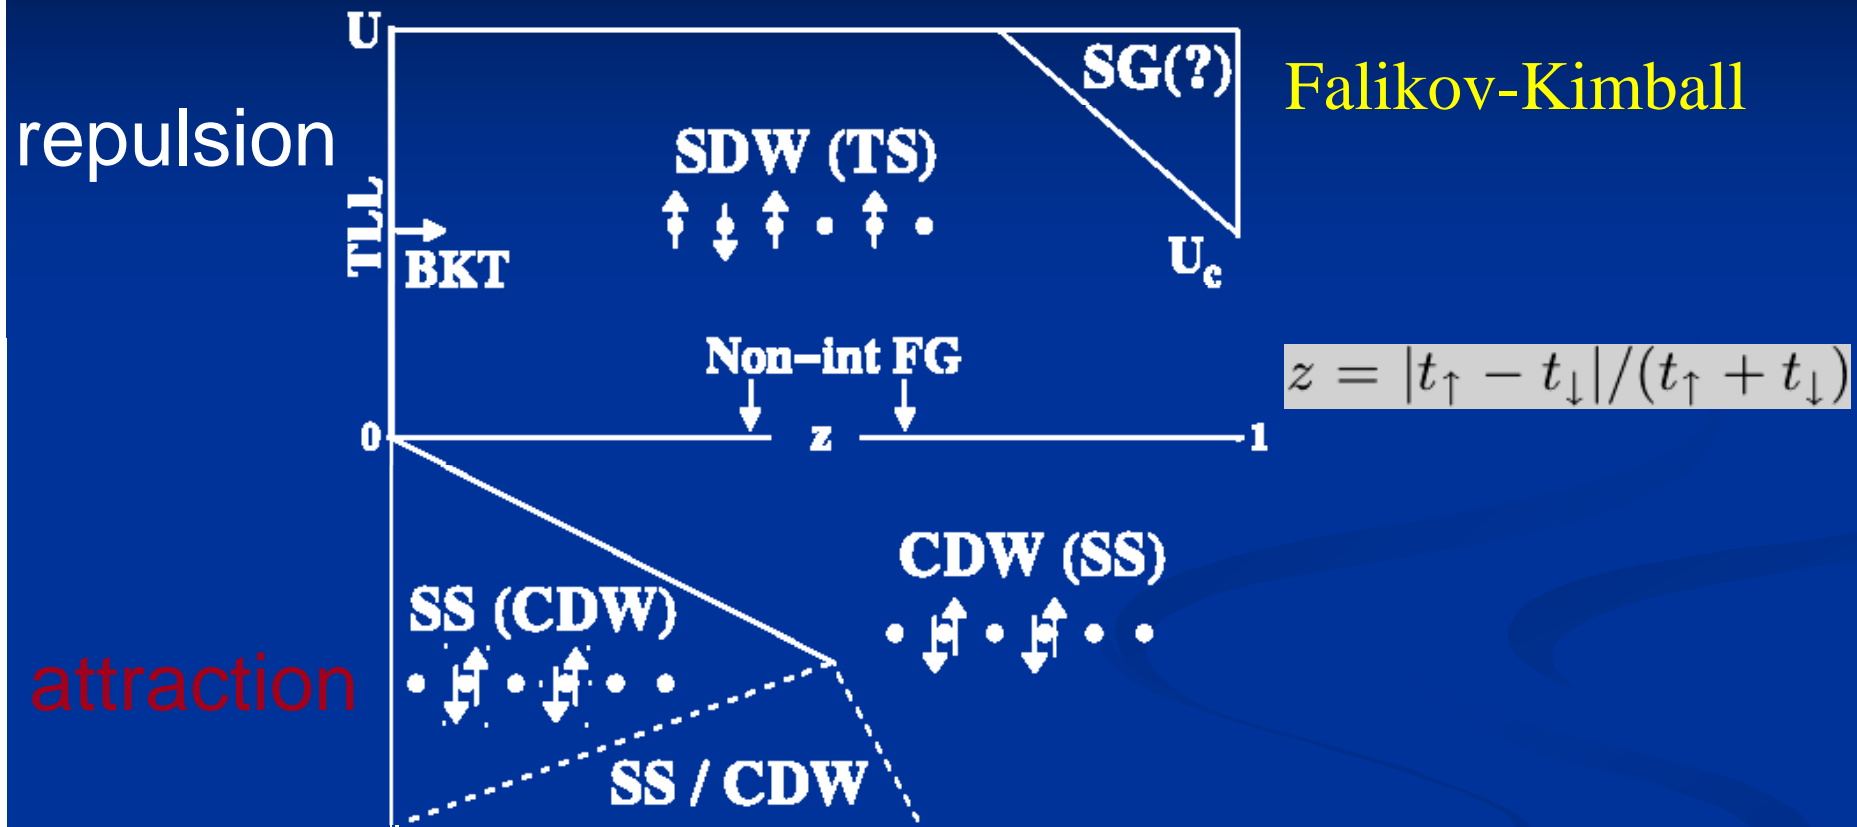 U
SG(?)
Falikov-Kimball
repulsion
SDW (TS)
TLL
BKT
U_c
Non-int FG
z = |t↑ − t↓|/(t↑ + t↓)
0
z
1
CDW (SS)
SS (CDW)
attraction
SS / CDW